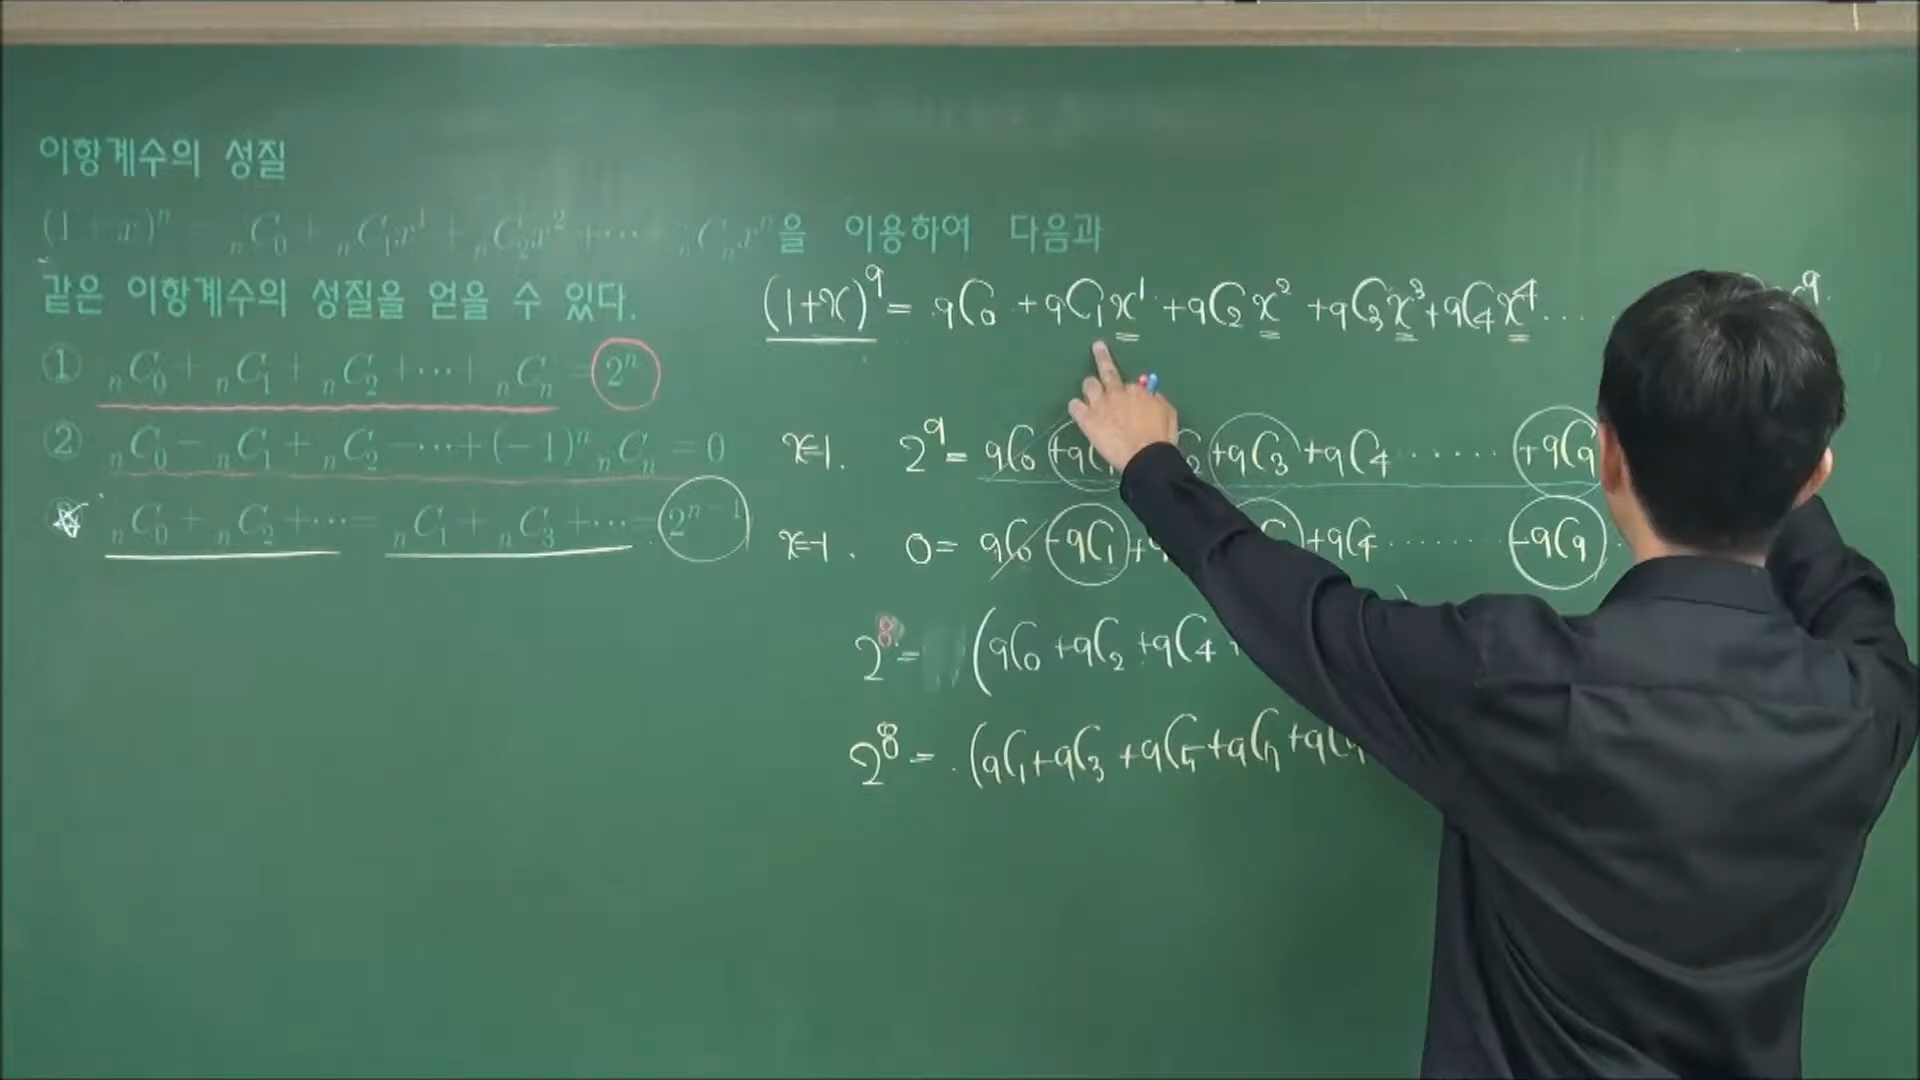 이항계수의 성질
(1+x)ⁿ = ₙC₀ + ₙC₁x¹ + ₙC₂x² + ⋯ + ₙCₙxⁿ을 이용하여 다음과
같은 이항계수의 성질을 얻을 수 있다.
① ₙC₀ + ₙC₁ + ₙC₂ + ⋯ + ₙCₙ = 2ⁿ
② ₙC₀ − ₙC₁ + ₙC₂ − ⋯ + (−1)ⁿ ₙCₙ = 0
ₙC₀ + ₙC₂ + ⋯ = ₙC₁ + ₙC₃ + ⋯ = 2ⁿ⁻¹
(1+x)⁹ = ₉C₀ + ₉C₁x¹ + ₉C₂x² + ₉C₃x³ + ₉C₄x⁴ ⋯⋯ ⁹
x=1. 2⁹ = ₉C₀ + ₉C₁ ₂ + ₉C₃ + ₉C₄ ⋯⋯ + ₉C₉
x=-1. 0 = ₉C₀ − ₉C₁ + + ₉C₄ ⋯⋯ − ₉C₉
2⁸ = (₉C₀ + ₉C₂ + ₉C₄ +
2⁸ = (₉C₁ + ₉C₃ + ₉C₅ + ₉C₇ + ₉C₉